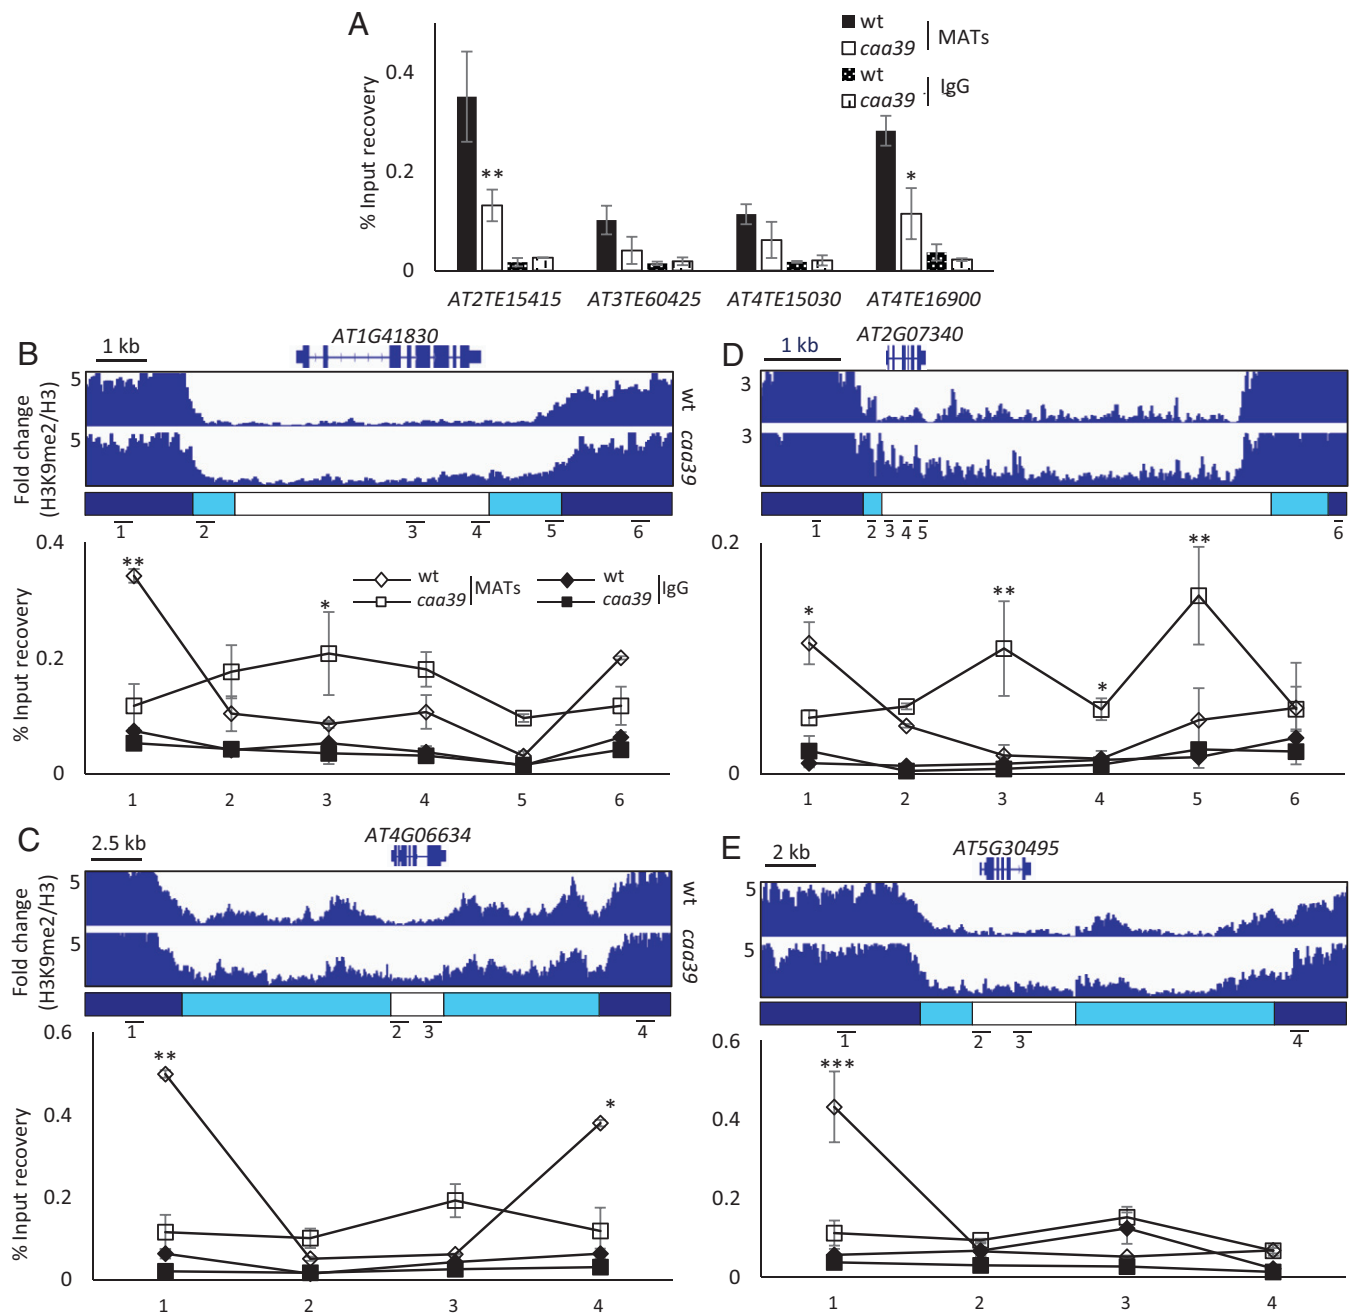 A
% Input recovery
0.4
0.2
0
wt
caa39
MATs
wt
caa39
IgG
**
*
AT2TE15415 AT3TE60425 AT4TE15030 AT4TE16900
B
1 kb
AT1G41830
Fold change
(H3K9me2/H3)
5
5
wt
caa39
1 2 3 4 5 6
% Input recovery
0.4
0.2
0
**
*
wt
caa39
MATs
wt
caa39
IgG
1 2 3 4 5 6
D
1 kb
AT2G07340
3
3
1 2 3 4 5 6
0.2
0
*
**
*
**
1 2 3 4 5 6
C
2.5 kb
AT4G06634
Fold change
(H3K9me2/H3)
5
5
wt
caa39
1 2 3 4
% Input recovery
0.6
0.4
0.2
0
**
*
1 2 3 4
E
2 kb
AT5G30495
5
5
1 2 3 4
0.6
0.4
0.2
0
***
1 2 3 4